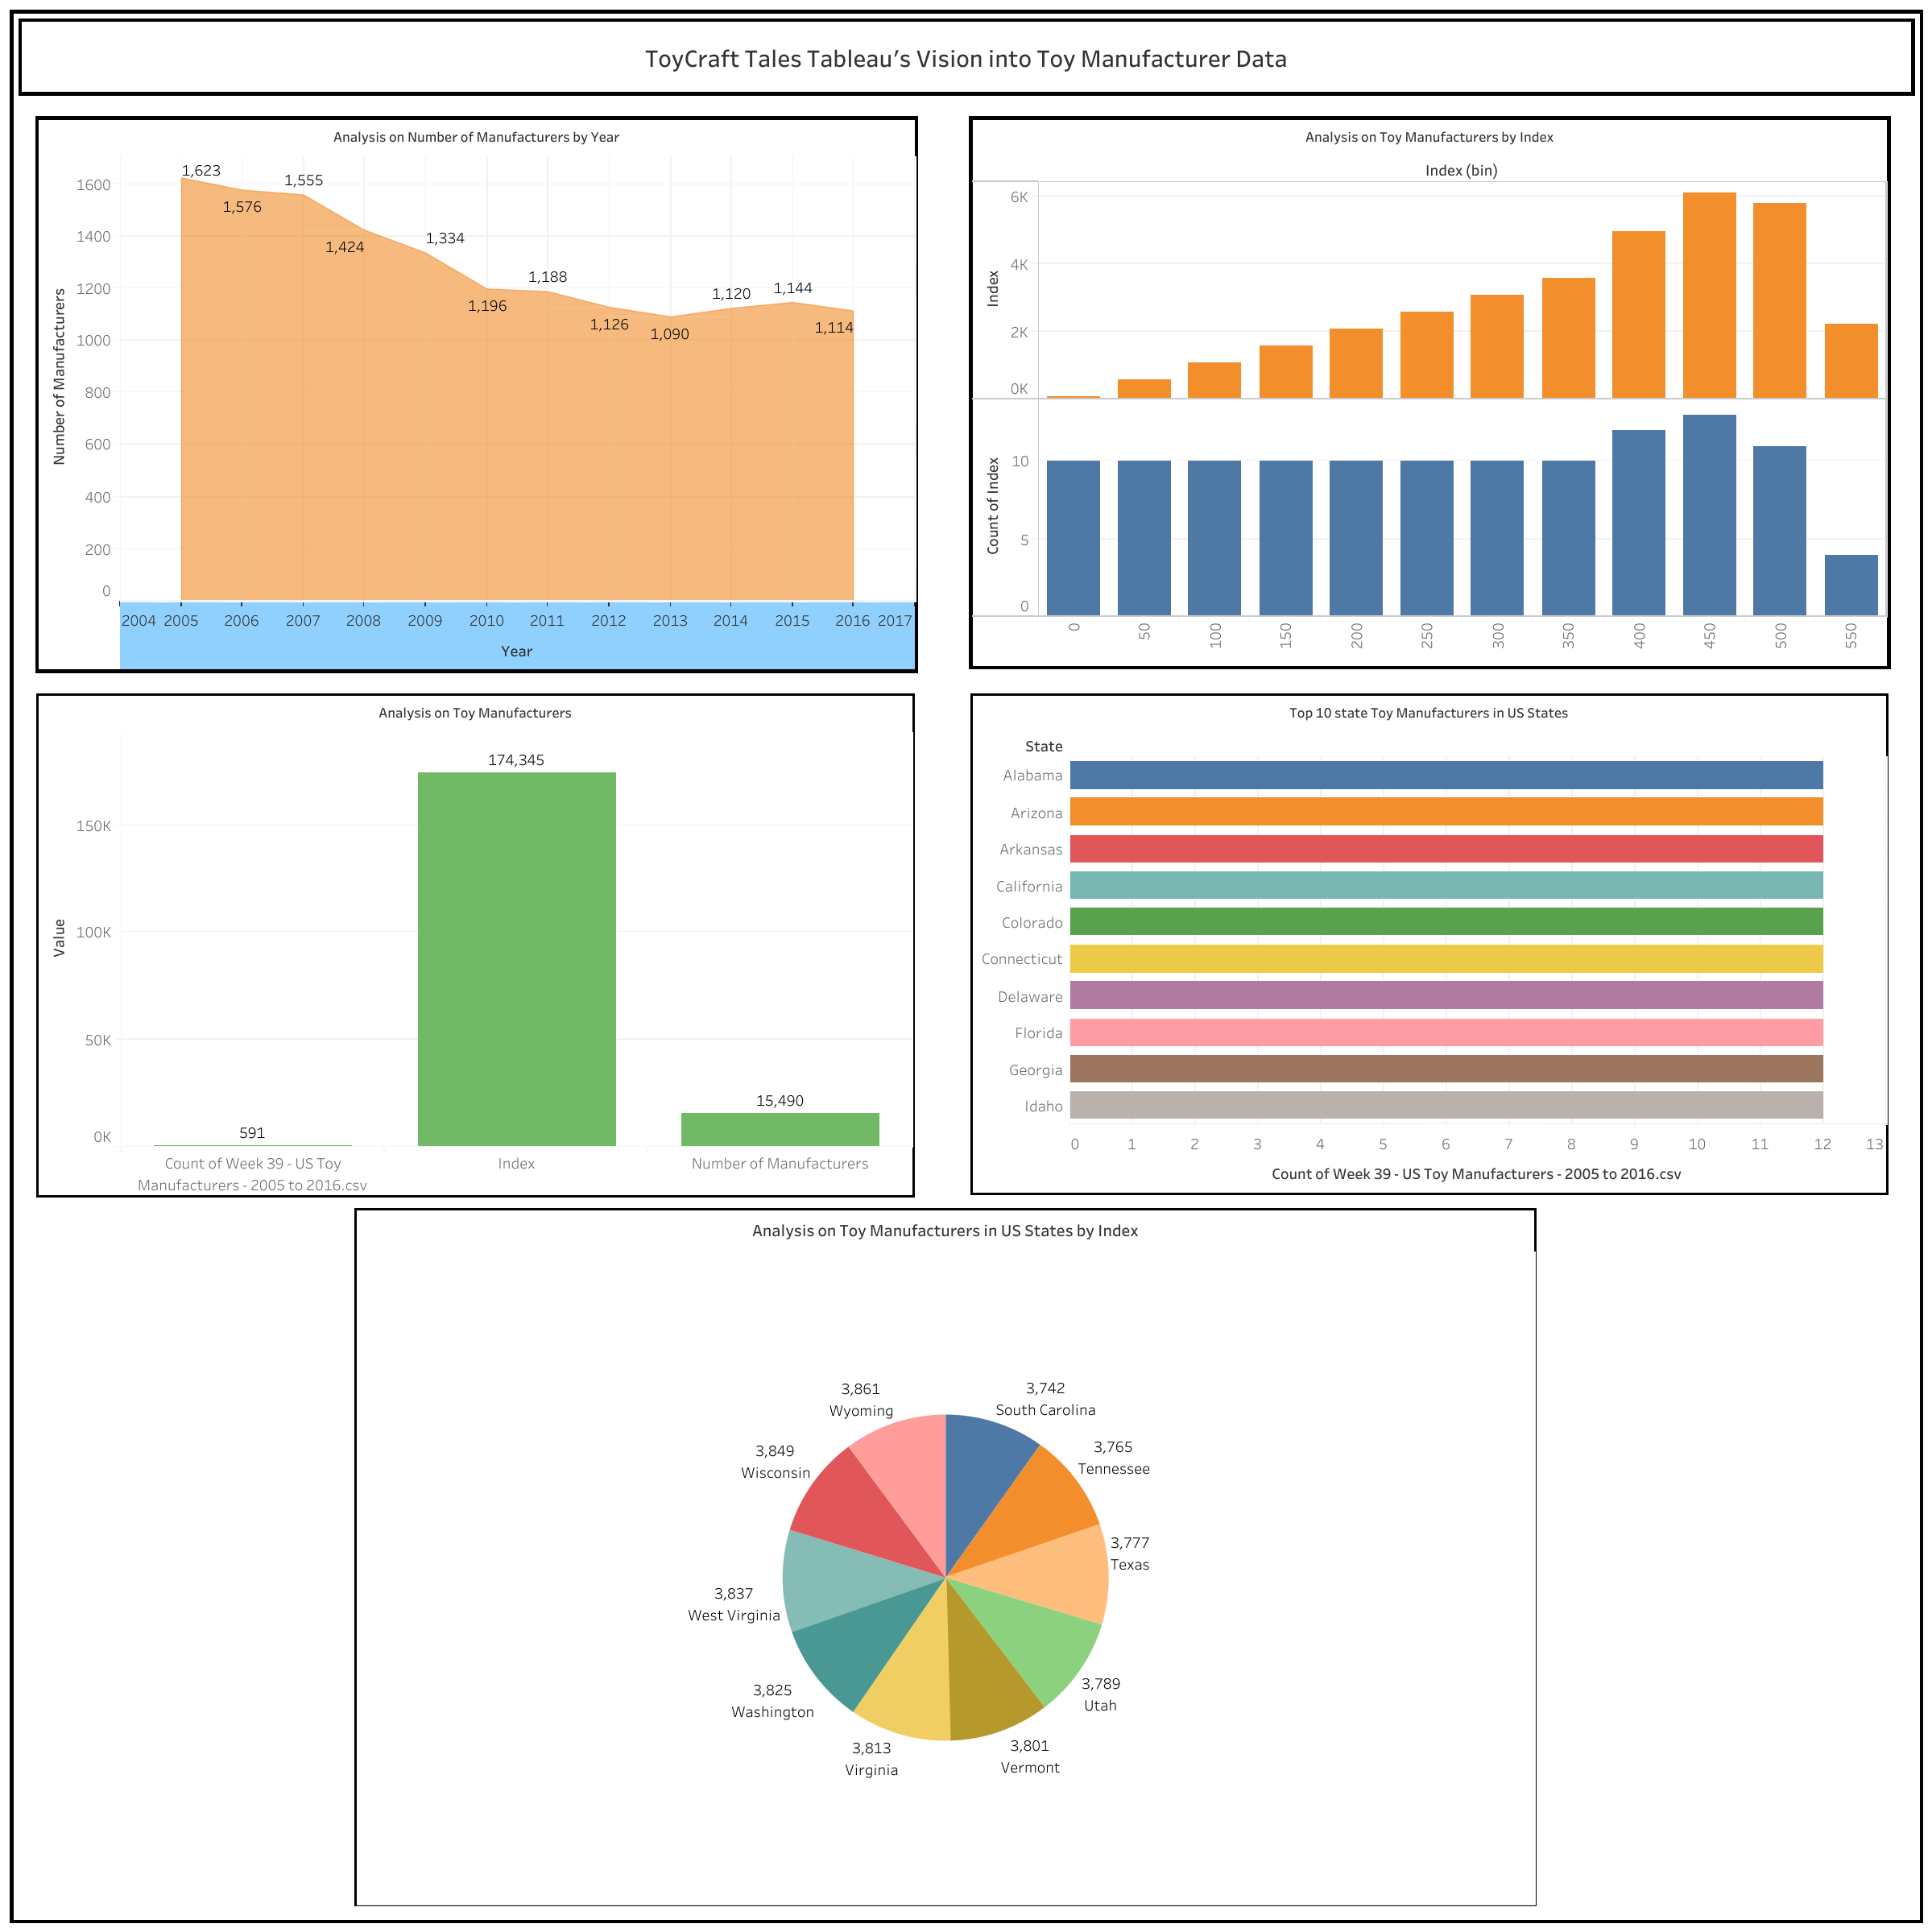 ToyCraft Tales Tableau's Vision into Toy Manufacturer Data
Analysis on Number of Manufacturers by Year
1600
1400
1200
1000
800
600
400
200
0
Number of Manufacturers
1,623
1,576
1,555
1,424
1,334
1,196
1,188
1,126
1,090
1,120
1,144
1,114
2004 2005 2006 2007 2008 2009 2010 2011 2012 2013 2014 2015 2016 2017
Year
Analysis on Toy Manufacturers by Index
Index (bin)
6K
4K
2K
0K
Index
10
5
0
Count of Index
0 50 100 150 200 250 300 350 400 450 500 550
Analysis on Toy Manufacturers
150K
100K
50K
0K
Value
591
174,345
15,490
Count of Week 39 - US Toy
Manufacturers - 2005 to 2016.csv
Index
Number of Manufacturers
Top 10 state Toy Manufacturers in US States
State
Alabama
Arizona
Arkansas
California
Colorado
Connecticut
Delaware
Florida
Georgia
Idaho
0 1 2 3 4 5 6 7 8 9 10 11 12 13
Count of Week 39 - US Toy Manufacturers - 2005 to 2016.csv
Analysis on Toy Manufacturers in US States by Index
3,742
South Carolina
3,765
Tennessee
3,777
Texas
3,789
Utah
3,801
Vermont
3,813
Virginia
3,825
Washington
3,837
West Virginia
3,849
Wisconsin
3,861
Wyoming